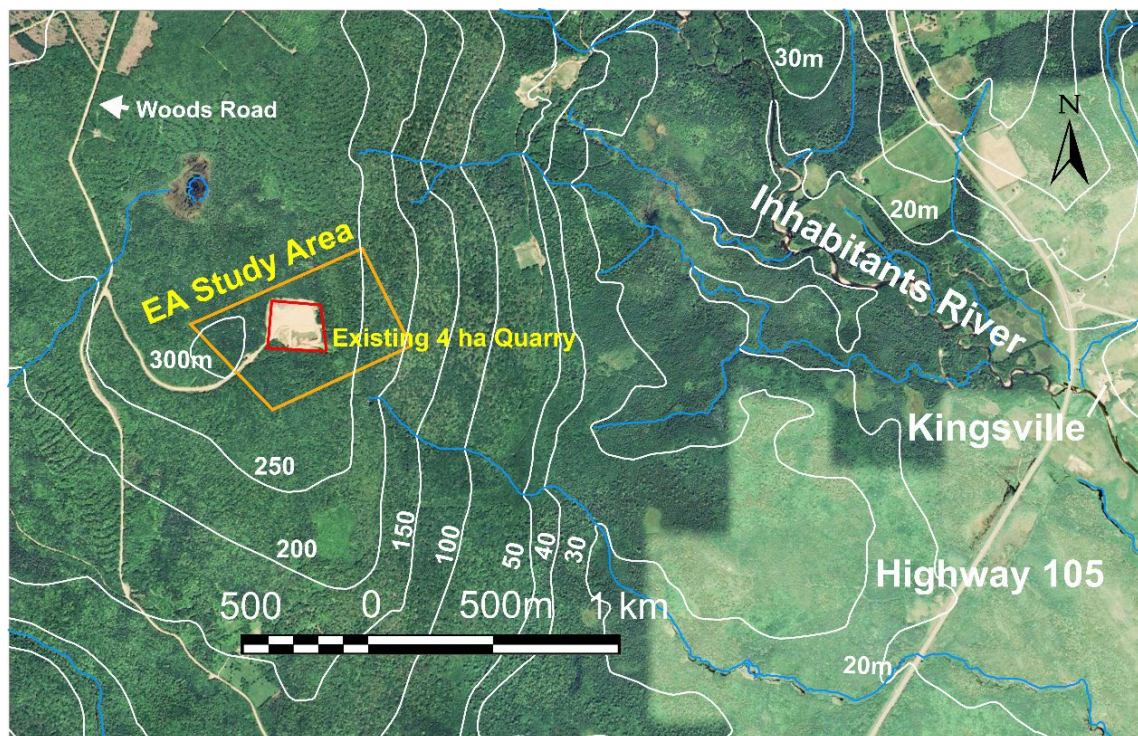 30m
Woods Road
N
20m
Inhabitants River
EA Study Area
Existing 4 ha Quarry
300m
Kingsville
250
200
150
100
50
40
30
Highway 105
500 0 500m 1 km
20m